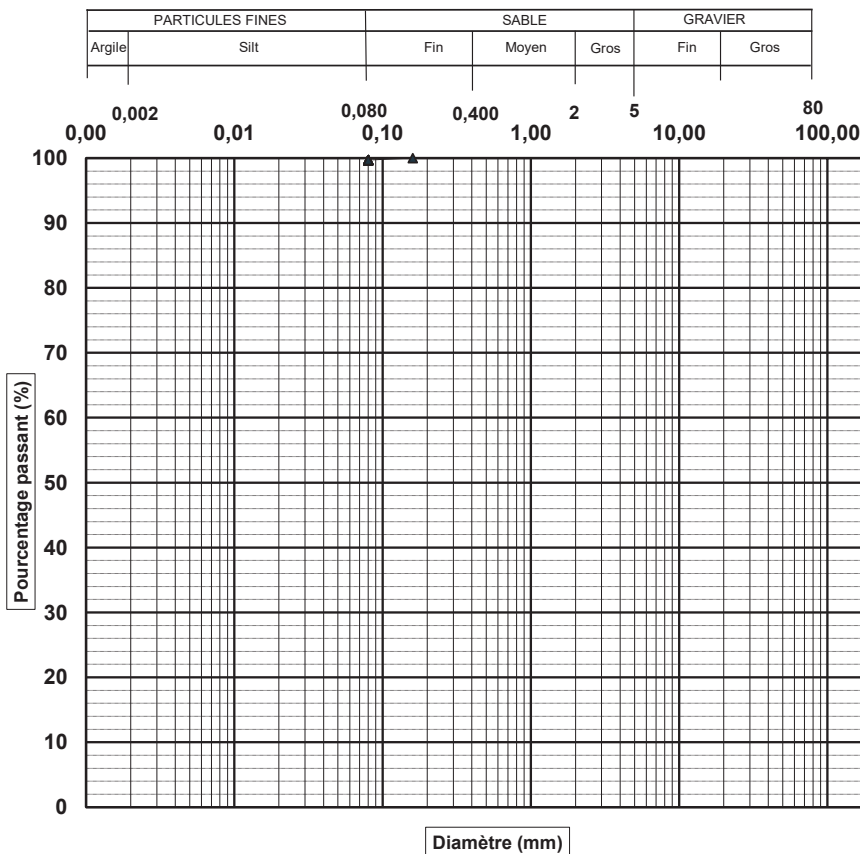 PARTICULES FINES SABLE GRAVIER
Argile Silt Fin Moyen Gros Fin Gros
0,002 0,080 0,400 2 5 80
0,00 0,01 0,10 1,00 10,00 100,00
100
90
80
70
60
50
40
30
20
10
0
Pourcentage passant (%)
Diamètre (mm)